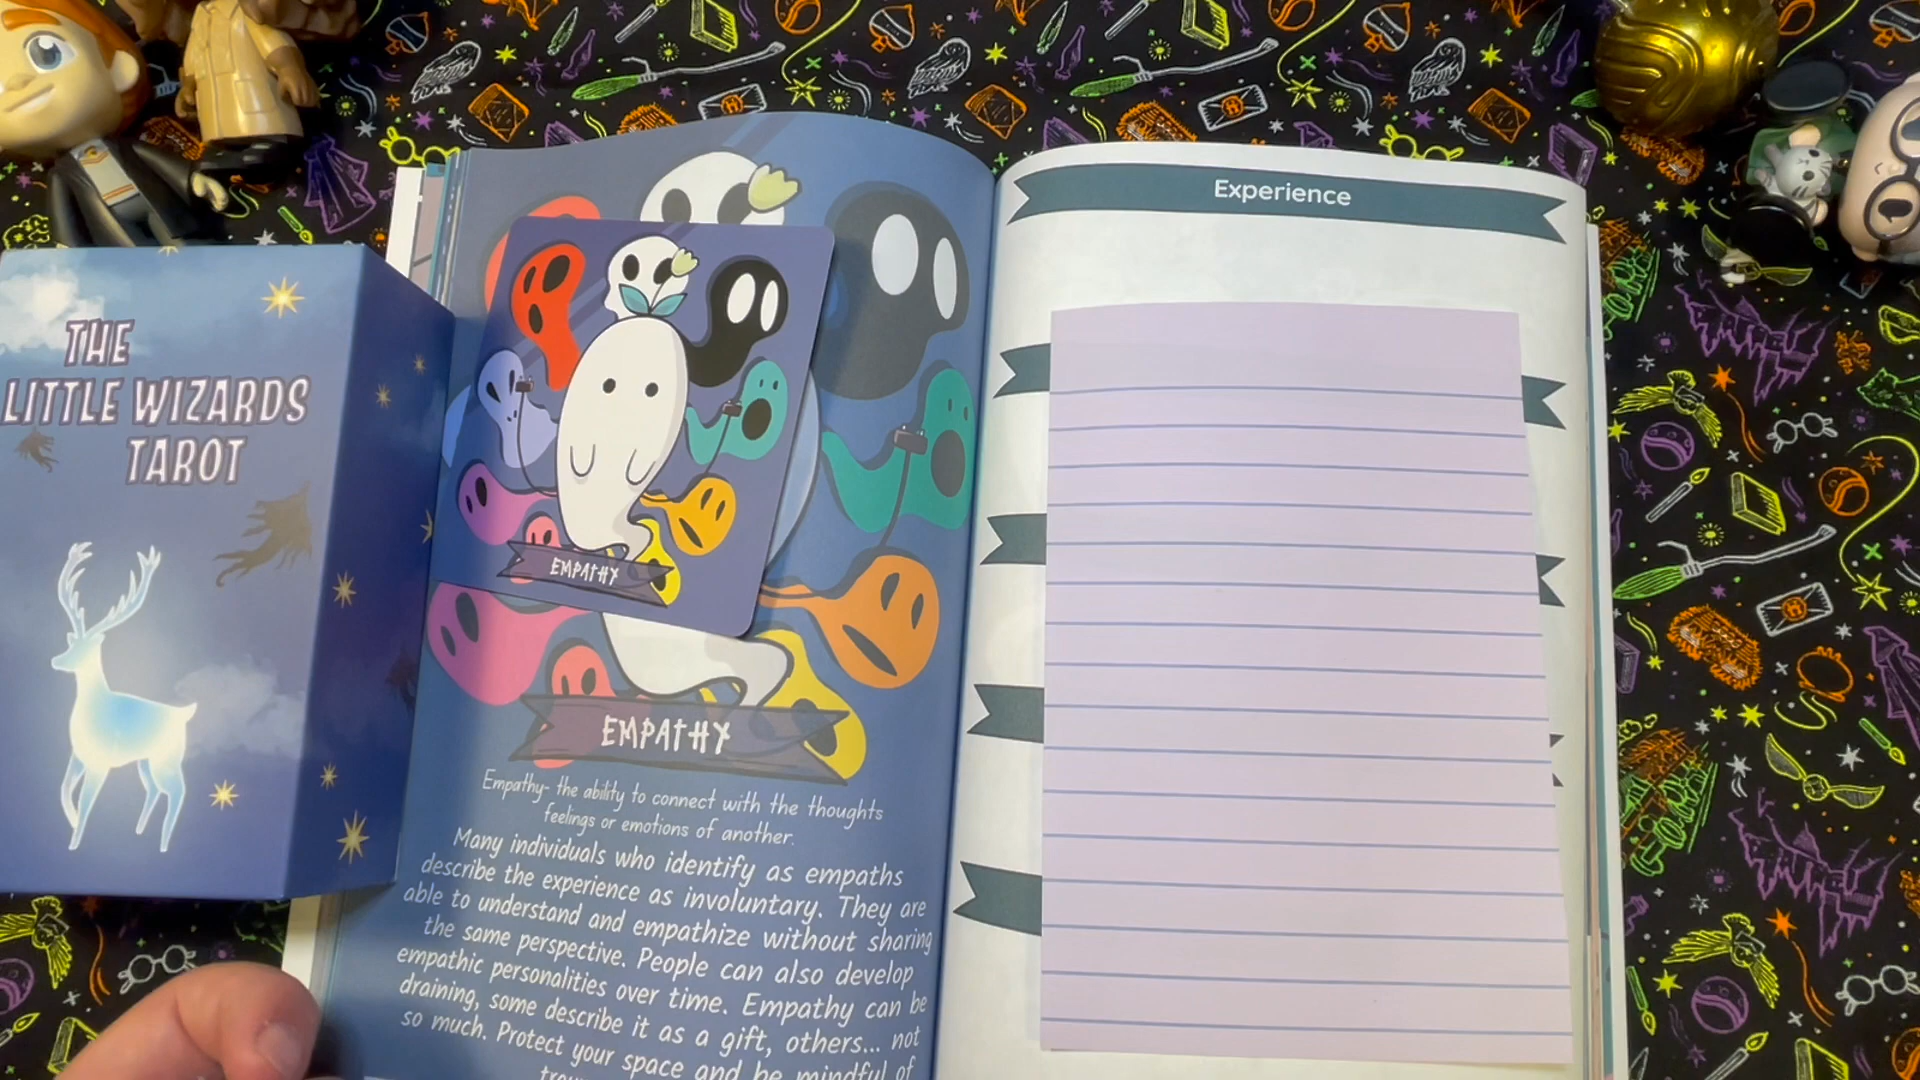 THE
LITTLE WIZARDS
TAROT
EMPATHY
EMPATHY
Empathy- the ability to connect with the thoughts
feelings or emotions of another.
Many individuals who identify as empaths
describe the experience as involuntary. They are
able to understand and empathize without sharing
the same perspective. People can also develop
empathic personalities over time. Empathy can be
draining, some describe it as a gift, others... not
so much. Protect your space and be mindful of
Experience